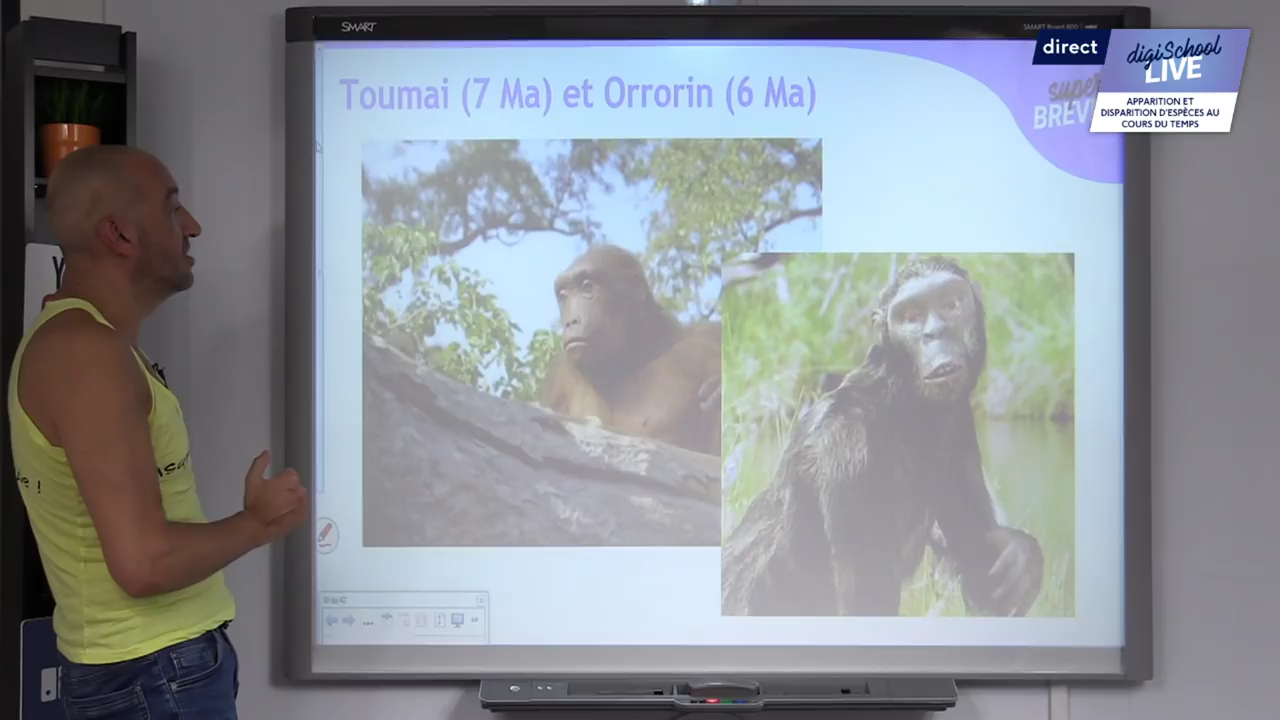 SMART
direct
digiSchool
LIVE
APPARITION ET
DISPARITION D'ESPÈCES AU
COURS DU TEMPS
super
BREV
Toumai (7 Ma) et Orrorin (6 Ma)